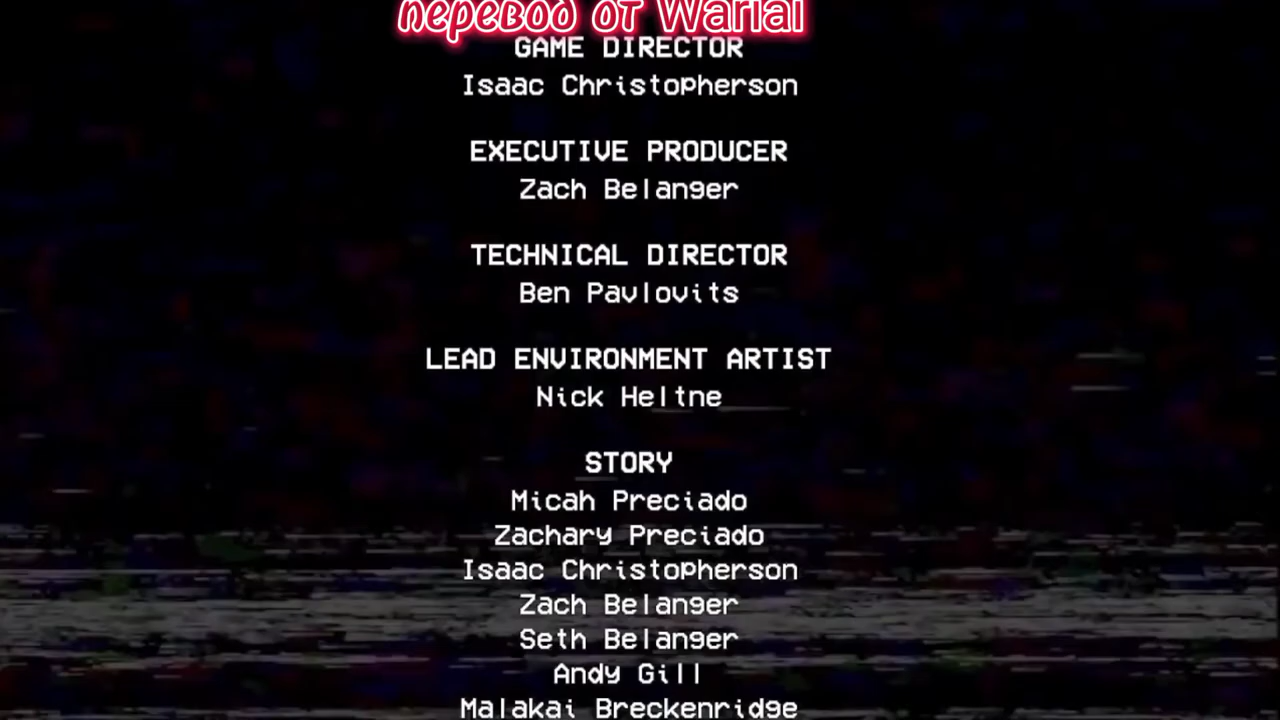 перевод от Wariai
GAME DIRECTOR
Isaac Christopherson
EXECUTIVE PRODUCER
Zach Belanger
TECHNICAL DIRECTOR
Ben Pavlovits
LEAD ENVIRONMENT ARTIST
Nick Heltne
STORY
Micah Preciado
Zachary Preciado
Isaac Christopherson
Zach Belanger
Seth Belanger
Andy Gill
Malakai Breckenridge